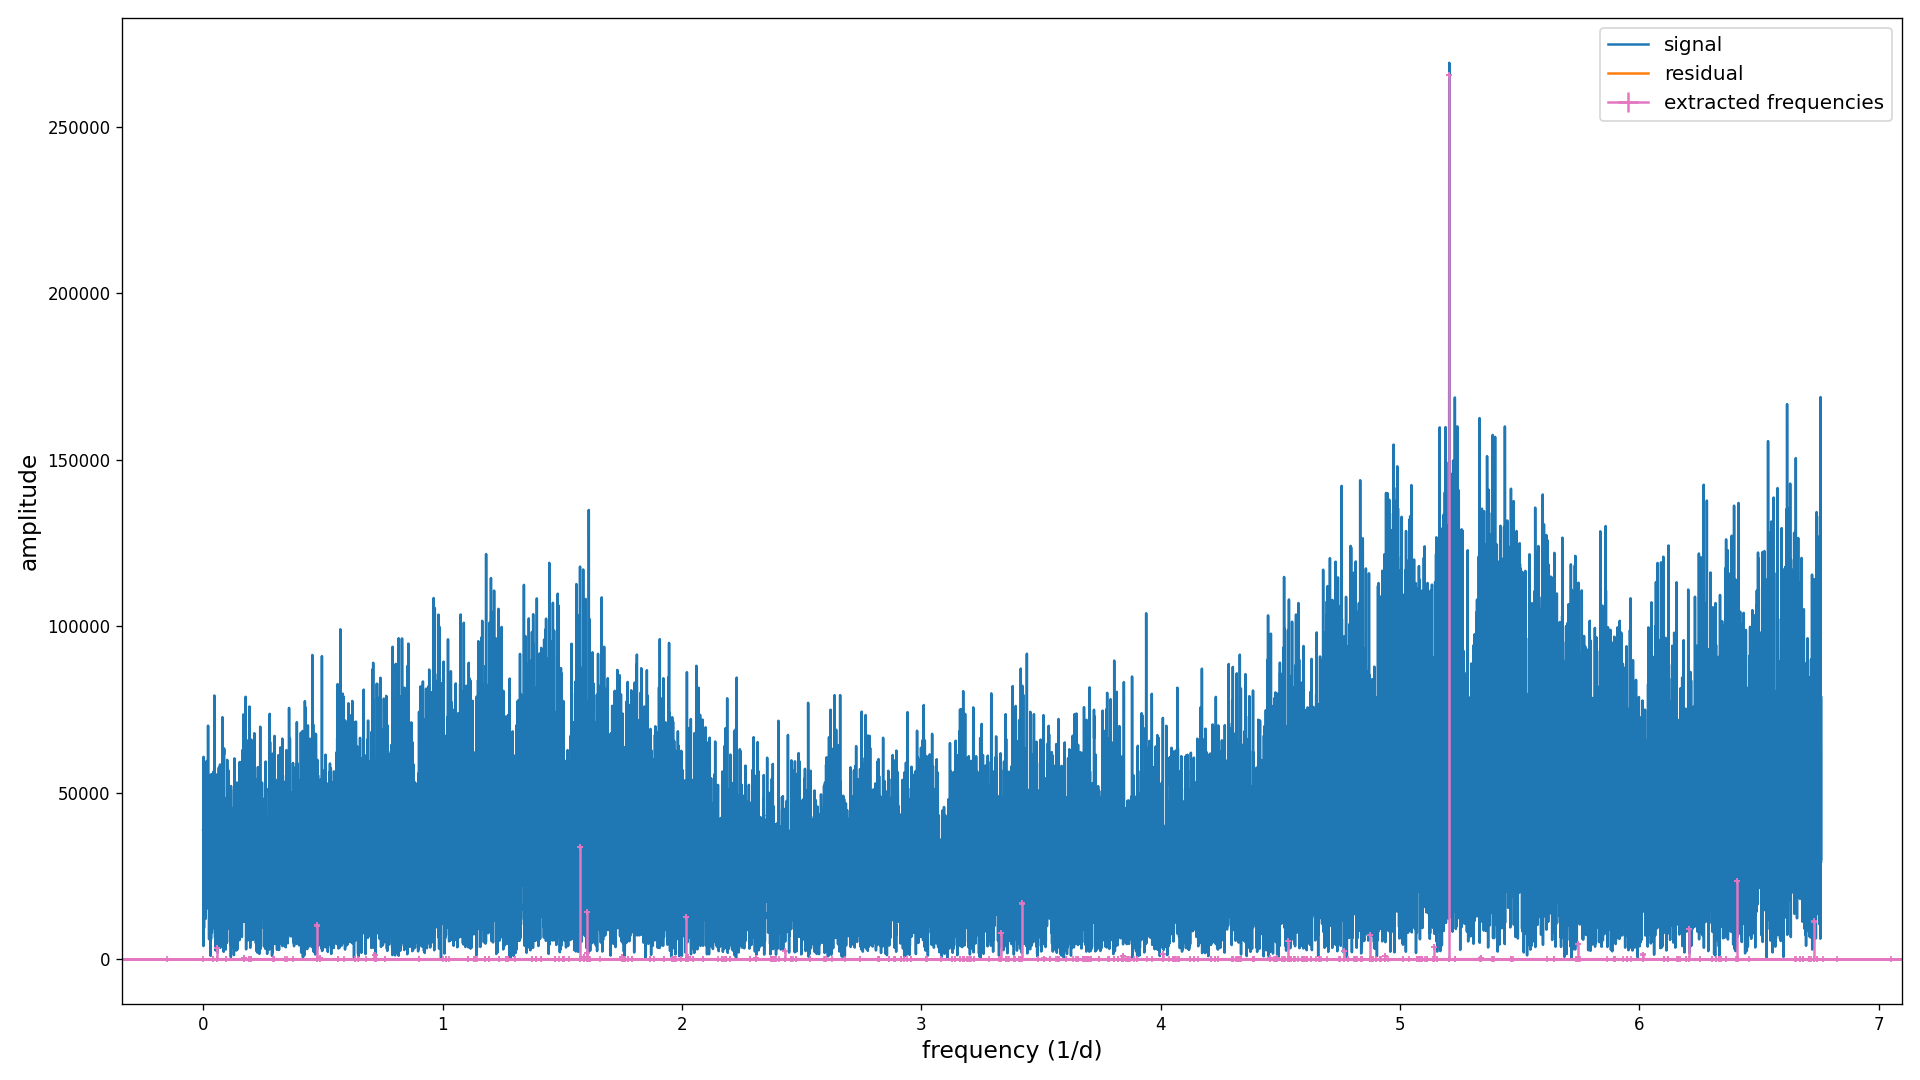 signal
residual
extracted frequencies
amplitude
250000
200000
150000
100000
50000
0
0 1 2 3 4 5 6 7
frequency (1/d)